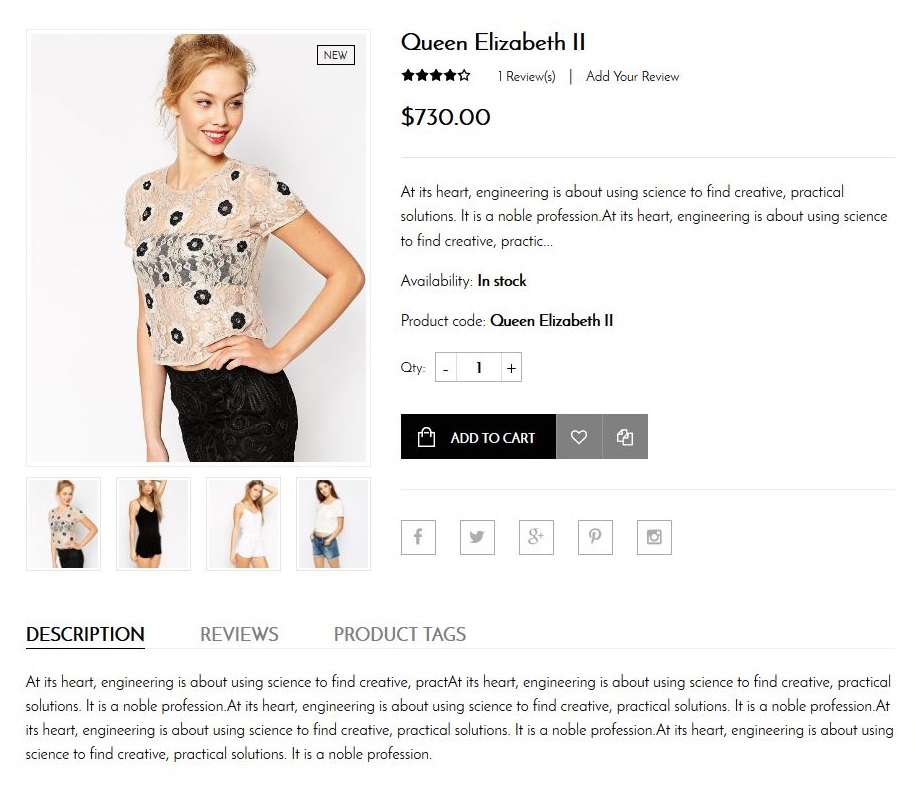 NEW
Queen Elizabeth II
1 Review(s) | Add Your Review
$730.00
At its heart, engineering is about using science to find creative, practical
solutions. It is a noble profession.At its heart, engineering is about using science
to find creative, practic...
Availability: In stock
Product code: Queen Elizabeth II
Qty: - 1 +
ADD TO CART
DESCRIPTION REVIEWS PRODUCT TAGS
At its heart, engineering is about using science to find creative, practAt its heart, engineering is about using science to find creative, practical
solutions. It is a noble profession.At its heart, engineering is about using science to find creative, practical solutions. It is a noble profession.At
its heart, engineering is about using science to find creative, practical solutions. It is a noble profession.At its heart, engineering is about using
science to find creative, practical solutions. It is a noble profession.